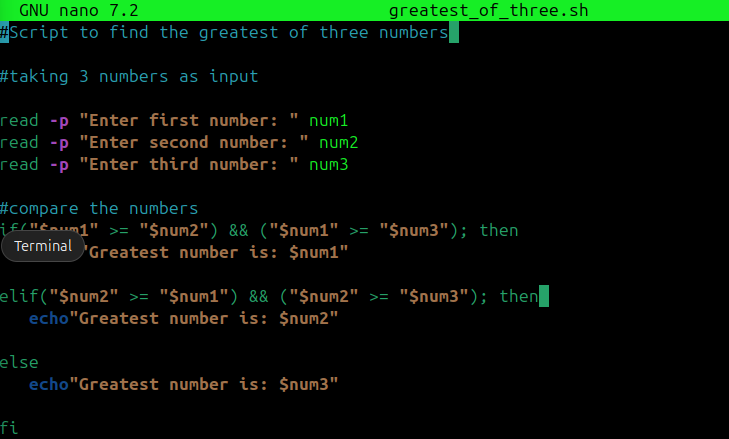 GNU nano 7.2 greatest_of_three.sh
#Script to find the greatest of three numbers
#taking 3 numbers as input
read -p "Enter first number: " num1
read -p "Enter second number: " num2
read -p "Enter third number: " num3
#compare the numbers
if("$num1" >= "$num2") && ("$num1" >= "$num3"); then
Terminal
"Greatest number is: $num1"
elif("$num2" >= "$num1") && ("$num2" >= "$num3"); then
echo"Greatest number is: $num2"
else
echo"Greatest number is: $num3"
fi